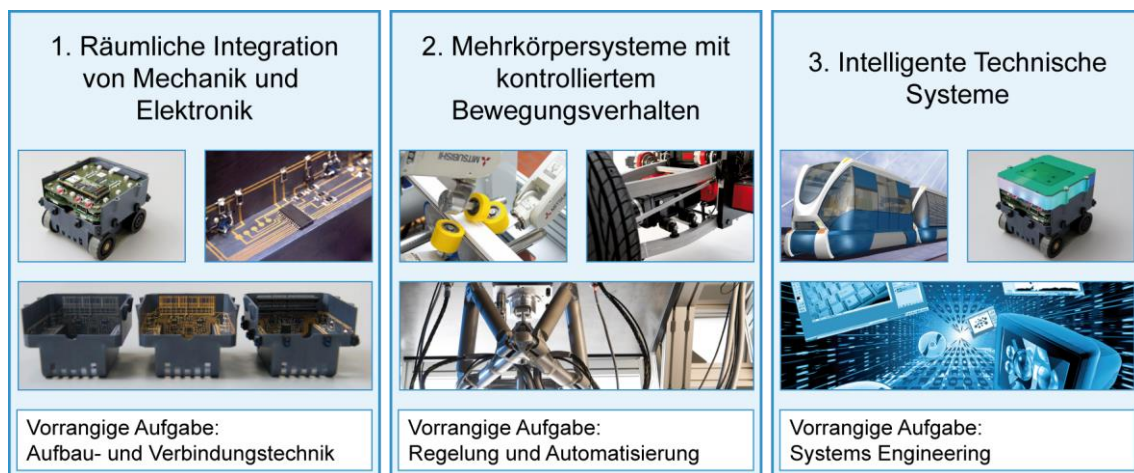 1. Räumliche Integration
von Mechanik und
Elektronik
Vorrangige Aufgabe:
Aufbau- und Verbindungstechnik
2. Mehrkörpersysteme mit
kontrolliertem
Bewegungsverhalten
MITSUBISHI
Vorrangige Aufgabe:
Regelung und Automatisierung
3. Intelligente Technische
Systeme
Vorrangige Aufgabe:
Systems Engineering